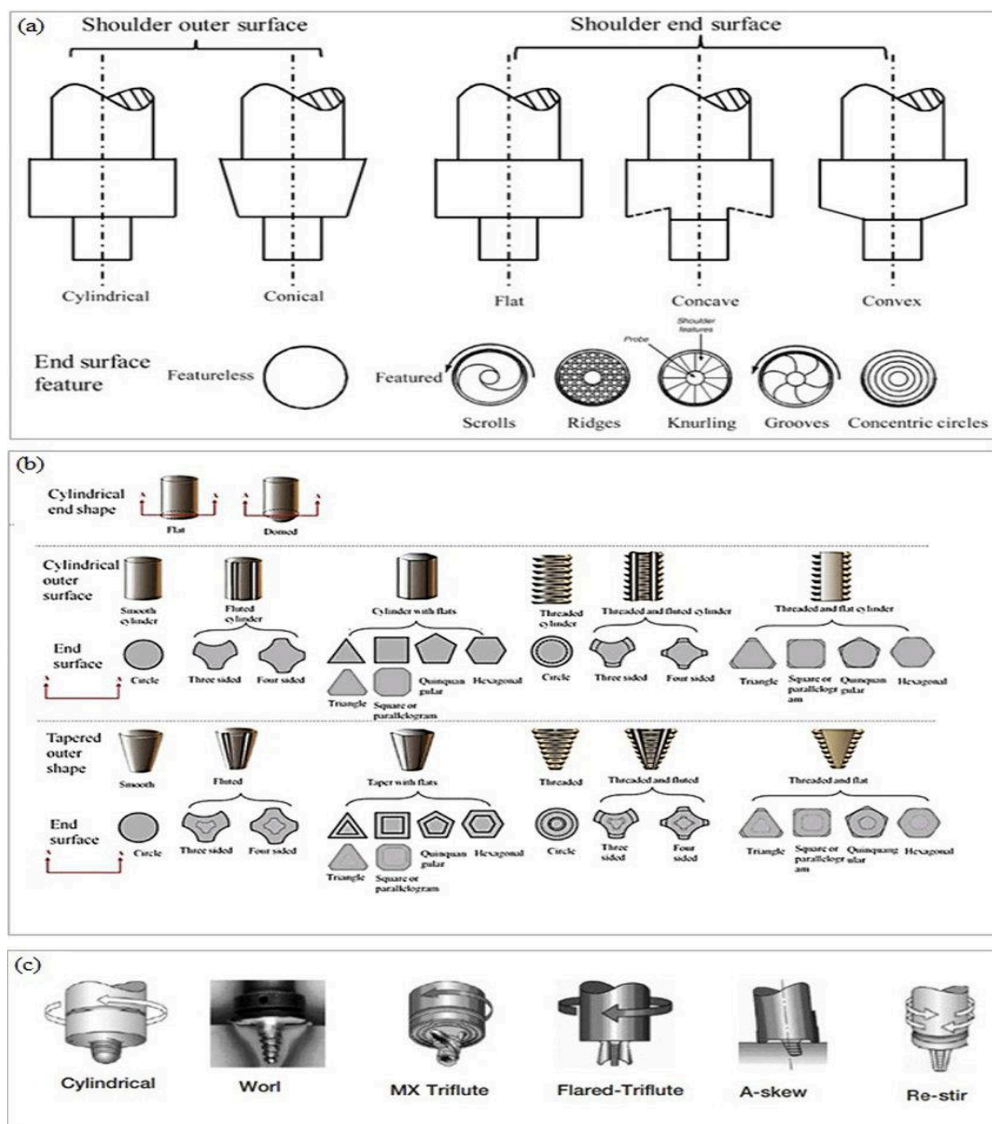 (a)
Shoulder outer surface
Shoulder end surface
Cylindrical
Conical
Flat
Concave
Convex
End surface
feature
Featureless
Featured
Probe
Shoulder
features
Scrolls
Ridges
Knurling
Grooves
Concentric circles
(b)
Cylindrical
end shape
Flat
Domed
Cylindrical
outer
surface
Smooth
cylinder
Fluted
cylinder
Cylinder with flats
Threaded
cylinder
Threaded and fluted cylinder
Threaded and flat cylinder
End
surface
Circle
Three sided
Four sided
Triangle
Square or
parallelogram
Quinquan
gular
Hexagonal
Circle
Three sided
Four sided
Triangle
Square or
parallelogr
am
Quinquan
gular
Hexagonal
Tapered
outer
shape
Smooth
Fluted
Taper with flats
Threaded
Threaded and fluted
Threaded and flat
End
surface
Circle
Three sided
Four sided
Triangle
Square or
parallelogram
Quinquan
gular
Hexagonal
Circle
Three
sided
Four
sided
Triangle
Square or
parallelogr
am
Quinquang
ular
Hexagonal
(c)
Cylindrical
Worl
MX Triflute
Flared-Triflute
A-skew
Re-stir